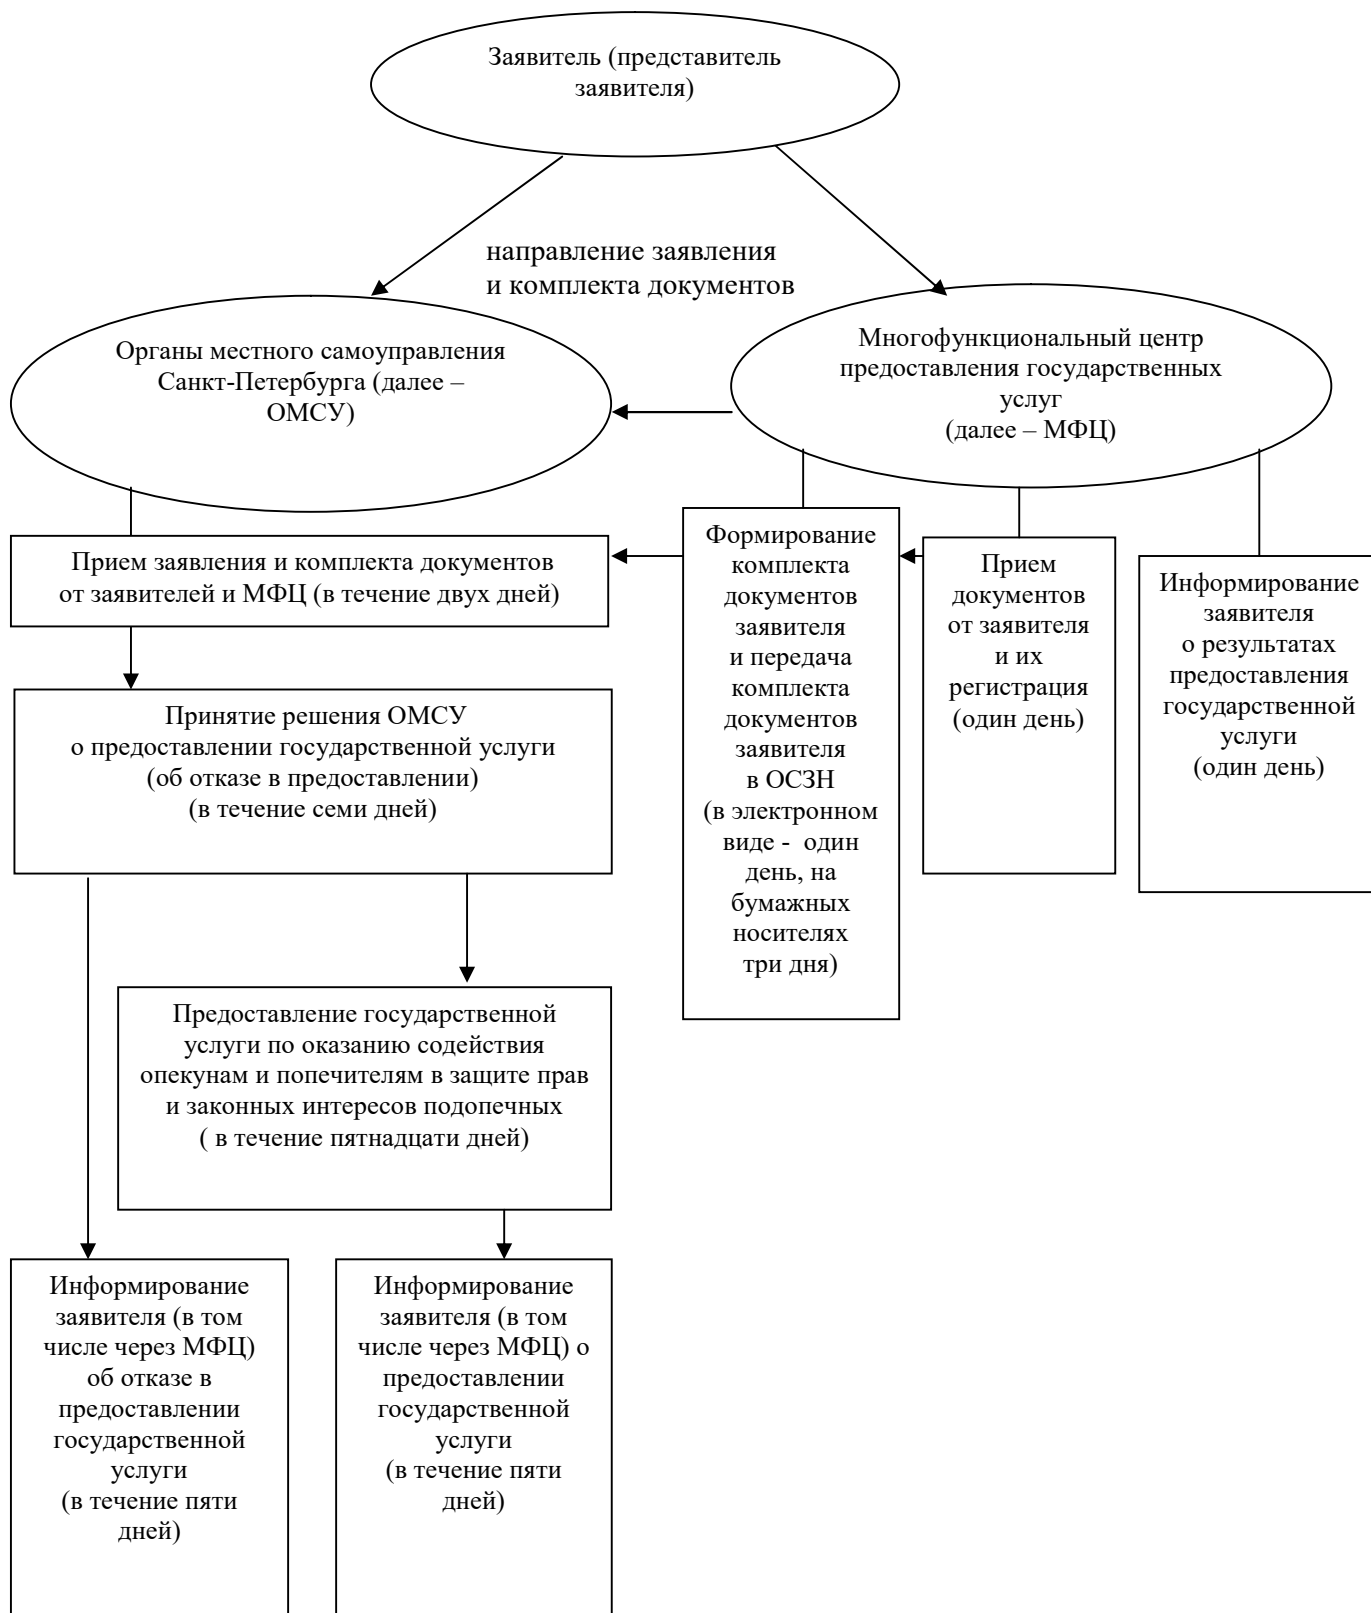 Заявитель (представитель
заявителя)
направление заявления
и комплекта документов
Органы местного самоуправления
Санкт-Петербурга (далее –
ОМСУ)
Многофункциональный центр
предоставления государственных
услуг
(далее – МФЦ)
Прием заявления и комплекта документов
от заявителей и МФЦ (в течение двух дней)
Формирование
комплекта
документов
заявителя
и передача
комплекта
документов
заявителя
в ОСЗН
(в электронном
виде - один
день, на
бумажных
носителях
три дня)
Прием
документов
от заявителя
и их
регистрация
(один день)
Информирование
заявителя
о результатах
предоставления
государственной
услуги
(один день)
Принятие решения ОМСУ
о предоставлении государственной услуги
(об отказе в предоставлении)
(в течение семи дней)
Предоставление государственной
услуги по оказанию содействия
опекунам и попечителям в защите прав
и законных интересов подопечных
( в течение пятнадцати дней)
Информирование
заявителя (в том
числе через МФЦ)
об отказе в
предоставлении
государственной
услуги
(в течение пяти
дней)
Информирование
заявителя (в том
числе через МФЦ) о
предоставлении
государственной
услуги
(в течение пяти
дней)